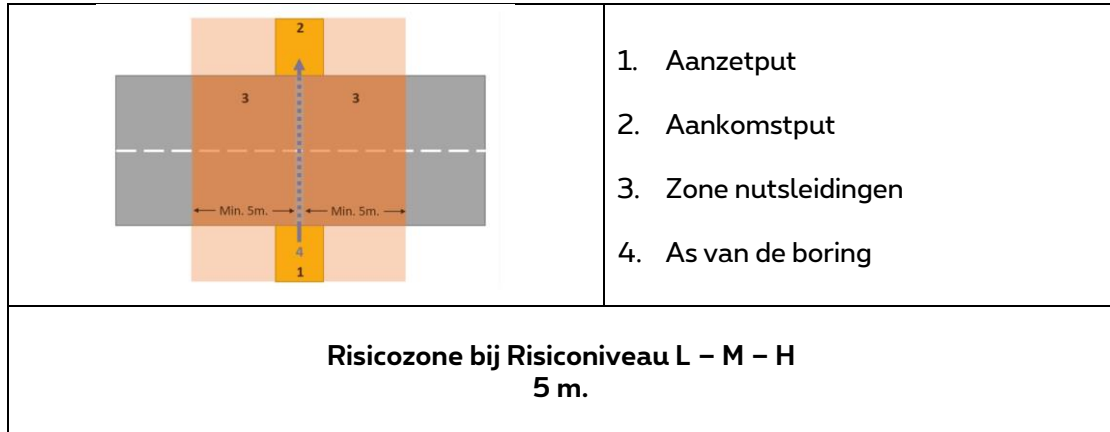 2
3 3
Min. 5m. Min. 5m.
4
1
1. Aanzetput
2. Aankomstput
3. Zone nutsleidingen
4. As van de boring
Risicozone bij Risiconiveau L – M – H
5 m.